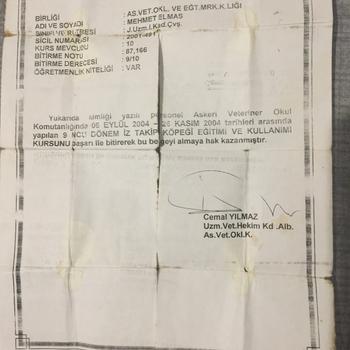 BİRLİĞİ : AS.VET.OKL. VE EĞT.MRK.K.LIĞI
ADI VE SOYADI : MEHMET ELMAS
SINIFI VE RÜTBESİ : J.Uzm.I.Kad.Çvş.
SİCİL NUMARASI :
KURS MEVCUDU : 10
BİTİRME NOTU : 87,166
BİTİRME DERECESİ : 9/10
ÖĞRETMENLİK NİTELİĞİ : VAR
Yukarıda kimliği yazılı personel Askeri Veteriner Okul
Komutanlığında 06 EYLÜL 2004 – 26 KASIM 2004 tarihleri arasında
yapılan 9 NCU DÖNEM İZ TAKİP KÖPEĞİ EĞİTİMİ VE KULLANIMI
KURSUNU başarı ile bitirerek bu belgeyi almaya hak kazanmıştır.
Cemal YILMAZ
Uzm.Vet.Hekim Kd .Alb.
As.Vet.Okl.K.